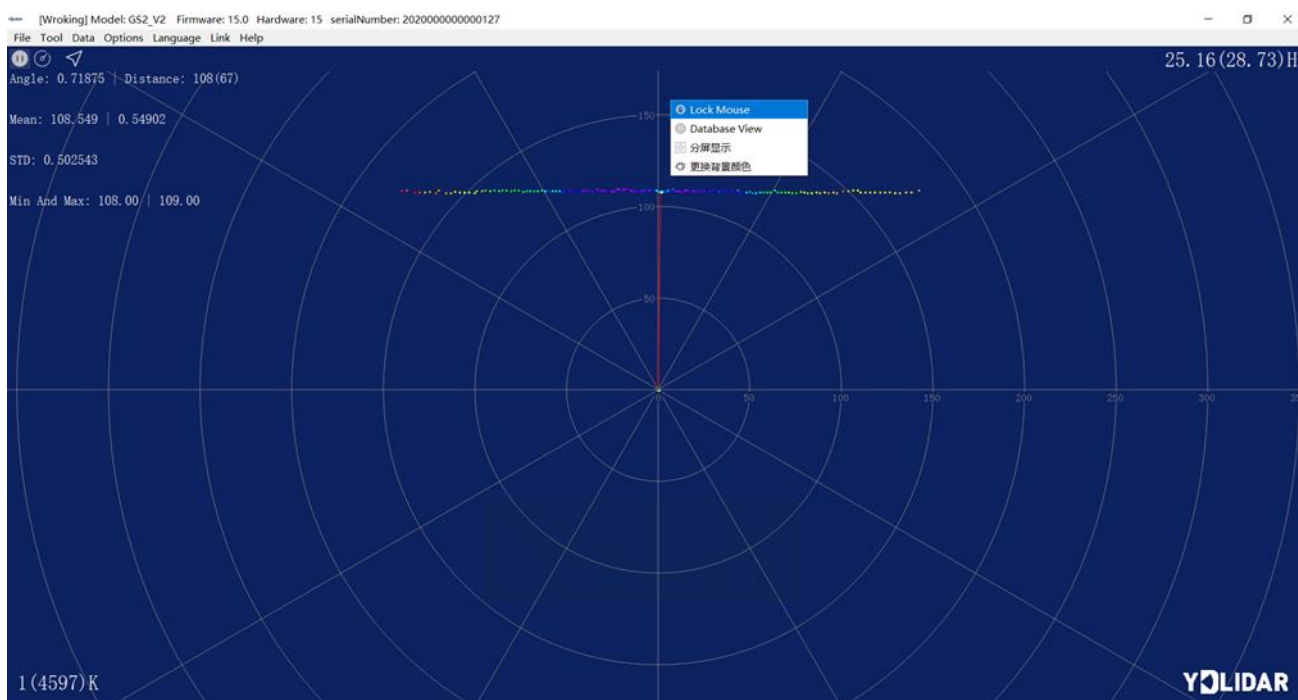 [Wroking] Model: GS2_V2 Firmware: 15.0 Hardware: 15 serialNumber: 2020000000000127
File Tool Data Options Language Link Help
25.16(28.73)H
Angle: 0.71875 | Distance: 108(67)
Mean: 108.549 | 0.54902
STD: 0.502543
Min And Max: 108.00 | 109.00
Lock Mouse
Database View
分屏显示
更换背景颜色
150
100
50
0 50 100 150 200 250 300
1(4597)K
YDLIDAR